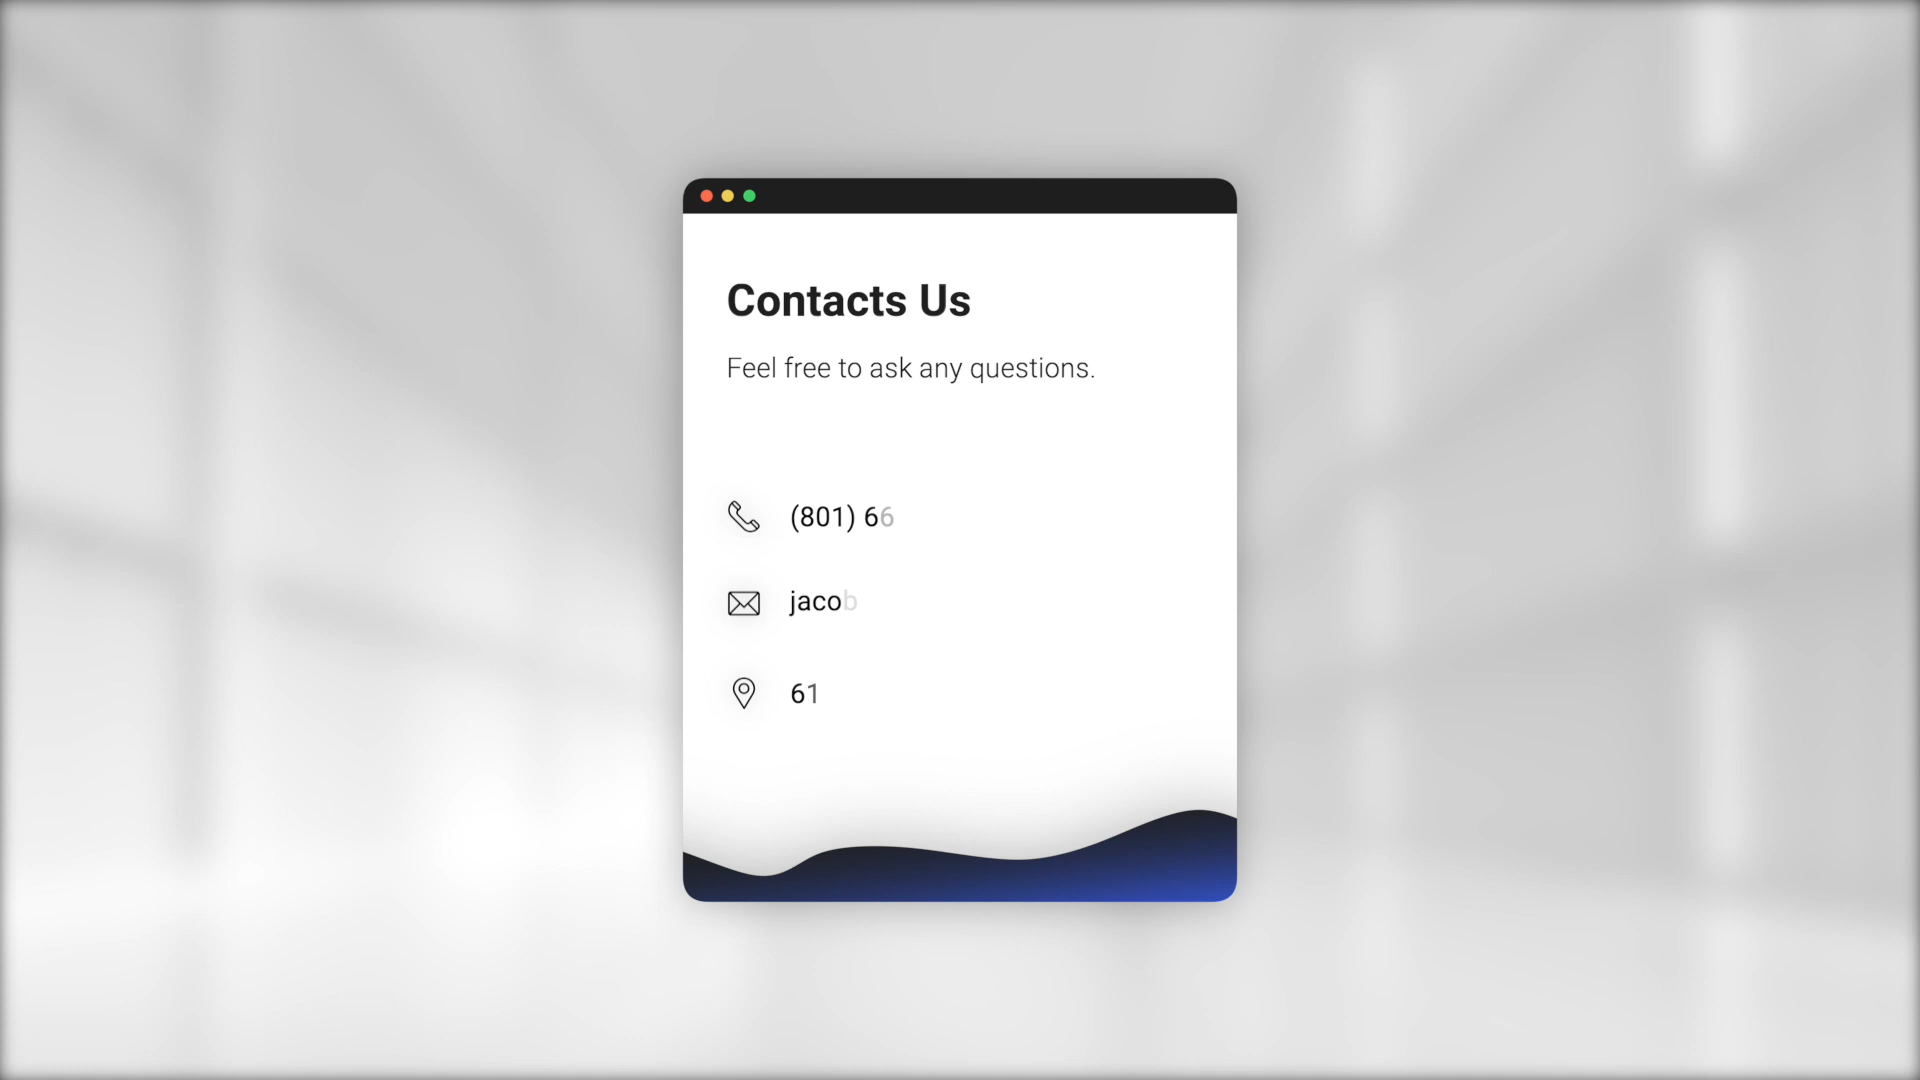 Contacts Us
Feel free to ask any questions.
(801) 66
jacob
61